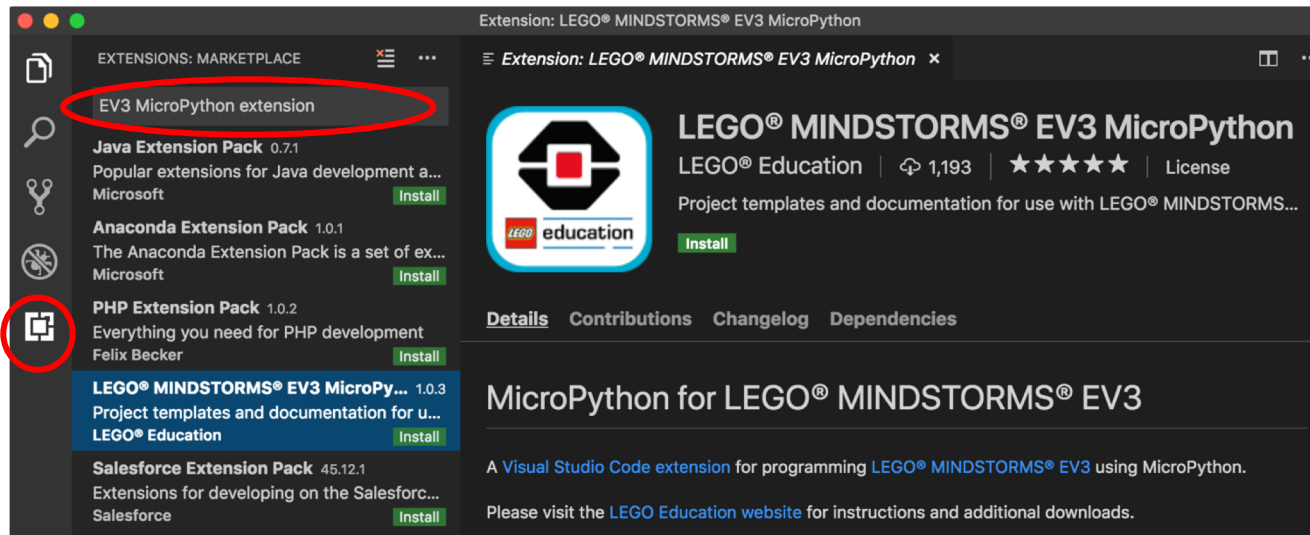 Extension: LEGO® MINDSTORMS® EV3 MicroPython
EXTENSIONS: MARKETPLACE
EV3 MicroPython extension
Java Extension Pack 0.7.1
Popular extensions for Java development a...
Microsoft Install
Anaconda Extension Pack 1.0.1
The Anaconda Extension Pack is a set of ex...
Microsoft Install
PHP Extension Pack 1.0.2
Everything you need for PHP development
Felix Becker Install
LEGO® MINDSTORMS® EV3 MicroPy... 1.0.3
Project templates and documentation for u...
LEGO® Education Install
Salesforce Extension Pack 45.12.1
Extensions for developing on the Salesforc...
Salesforce Install
Extension: LEGO® MINDSTORMS® EV3 MicroPython
LEGO education
LEGO® MINDSTORMS® EV3 MicroPython
LEGO® Education 1,193 ★★★★★ License
Project templates and documentation for use with LEGO® MINDSTORMS...
Install
Details Contributions Changelog Dependencies
MicroPython for LEGO® MINDSTORMS® EV3
A Visual Studio Code extension for programming LEGO® MINDSTORMS® EV3 using MicroPython.
Please visit the LEGO Education website for instructions and additional downloads.